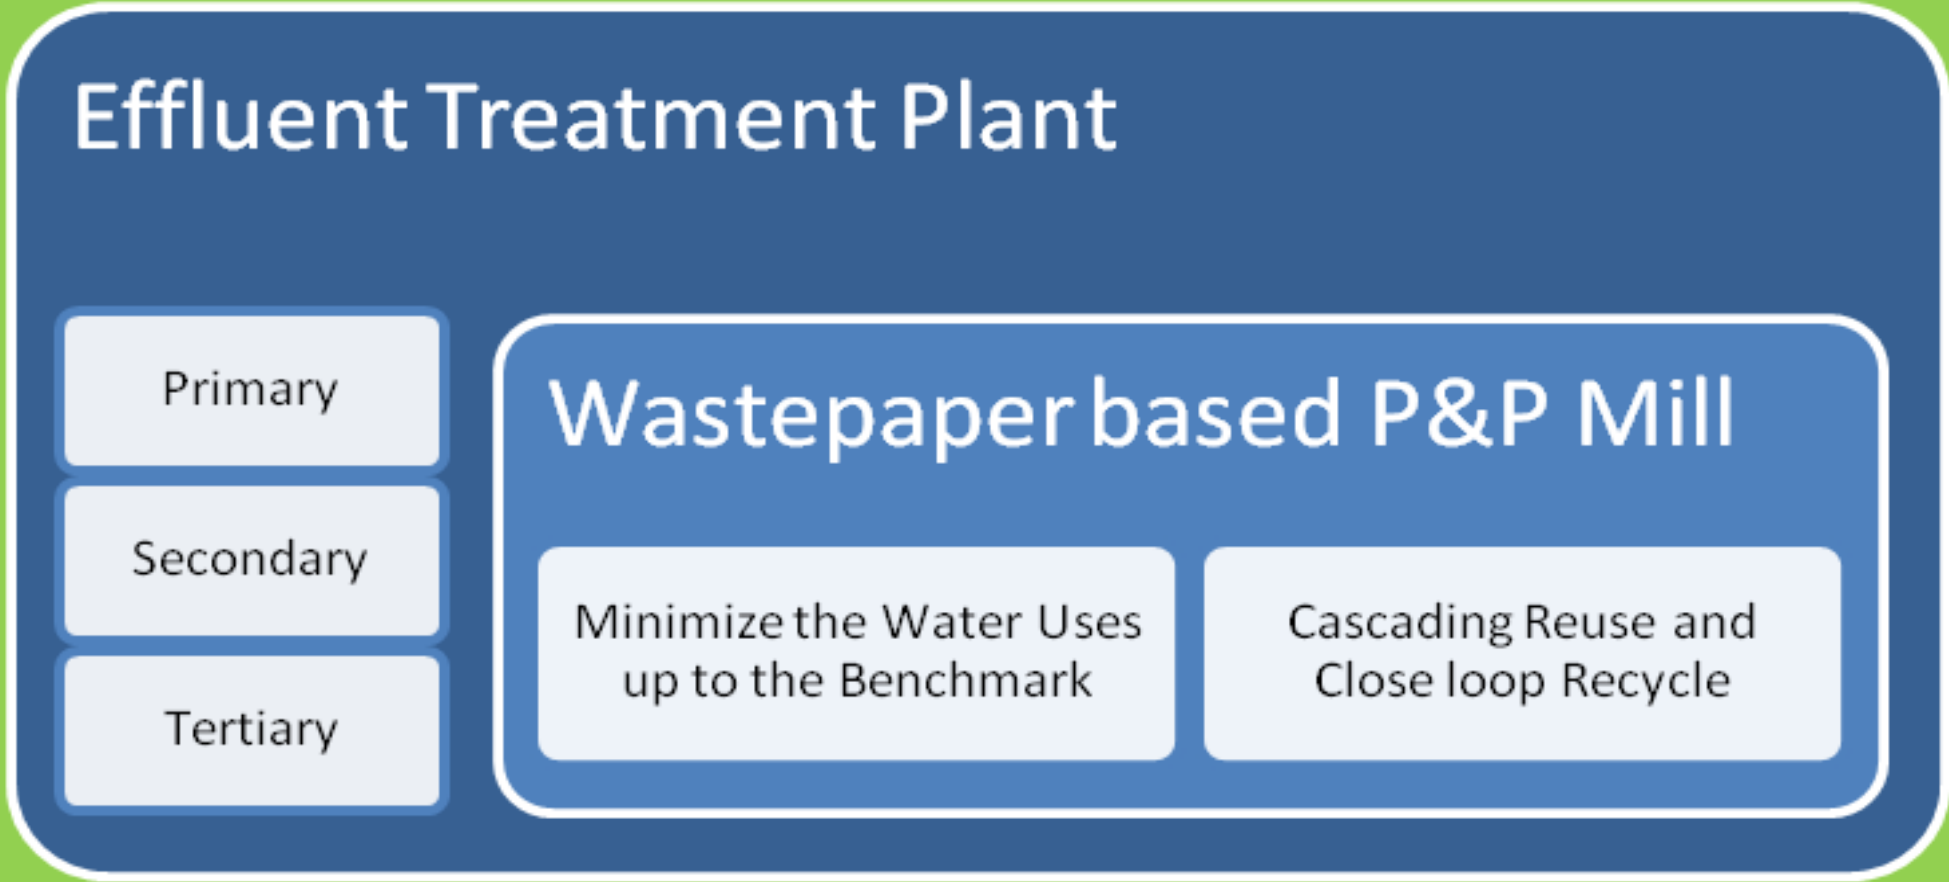 Effluent Treatment Plant
Primary
Secondary
Tertiary
Wastepaper based P&P Mill
Minimize the Water Uses
up to the Benchmark
Cascading Reuse and
Close loop Recycle